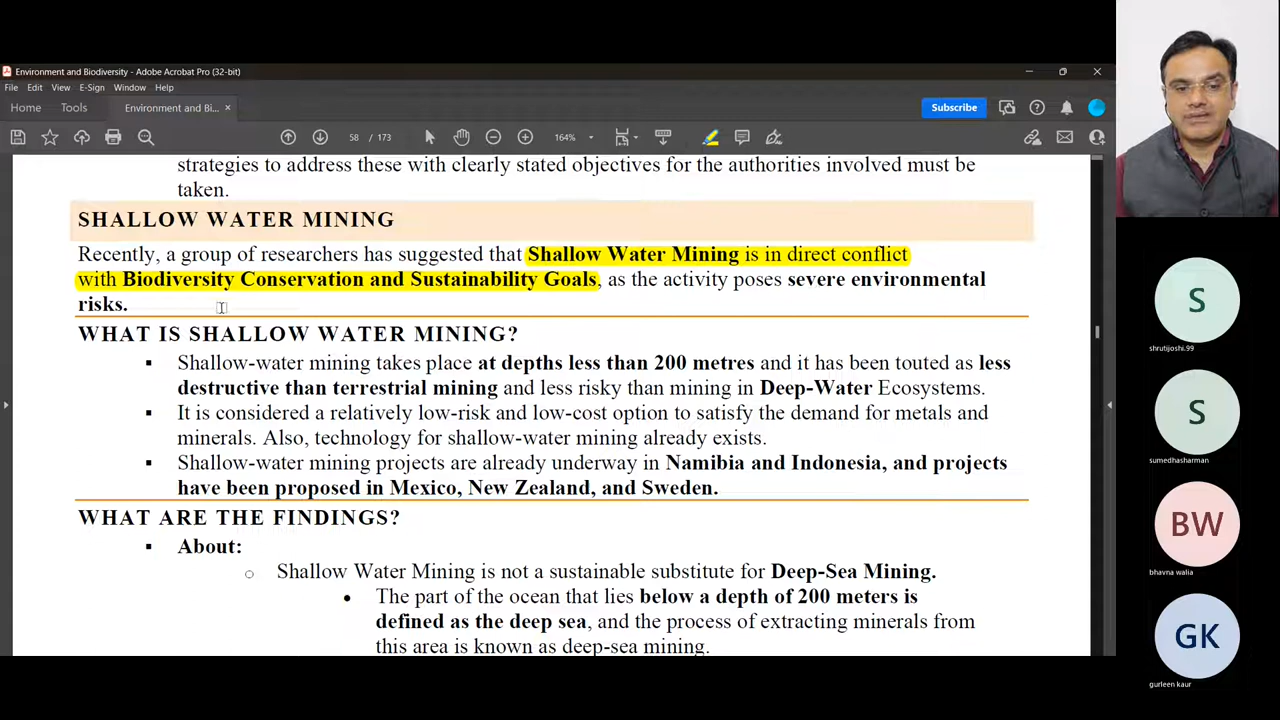 Environment and Biodiversity - Adobe Acrobat Pro (32-bit)
File Edit View E-Sign Window Help
Home Tools Environment and Bi... × Subscribe
58 / 173 164%
strategies to address these with clearly stated objectives for the authorities involved must be
taken.
SHALLOW WATER MINING
Recently, a group of researchers has suggested that Shallow Water Mining is in direct conflict
with Biodiversity Conservation and Sustainability Goals, as the activity poses severe environmental
risks.
WHAT IS SHALLOW WATER MINING?
▪ Shallow-water mining takes place at depths less than 200 metres and it has been touted as less
destructive than terrestrial mining and less risky than mining in Deep-Water Ecosystems.
▪ It is considered a relatively low-risk and low-cost option to satisfy the demand for metals and
minerals. Also, technology for shallow-water mining already exists.
▪ Shallow-water mining projects are already underway in Namibia and Indonesia, and projects
have been proposed in Mexico, New Zealand, and Sweden.
WHAT ARE THE FINDINGS?
▪ About:
○ Shallow Water Mining is not a sustainable substitute for Deep-Sea Mining.
• The part of the ocean that lies below a depth of 200 meters is
defined as the deep sea, and the process of extracting minerals from
this area is known as deep-sea mining.
S
shrutijoshi.99
S
sumedhasharman
BW
bhavna walia
GK
gurleen kaur